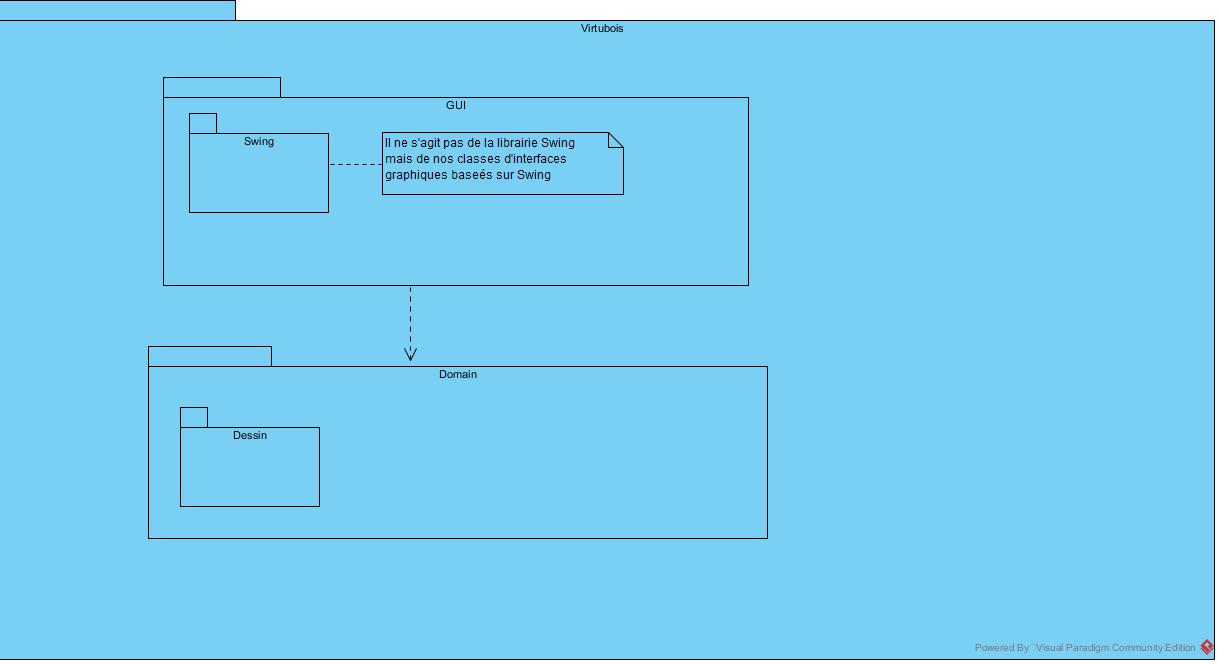 Virtubois
GUI
Swing
Il ne s'agit pas de la librairie Swing
mais de nos classes d'interfaces
graphiques baseés sur Swing
Domain
Dessin
Powered By Visual Paradigm Community Edition